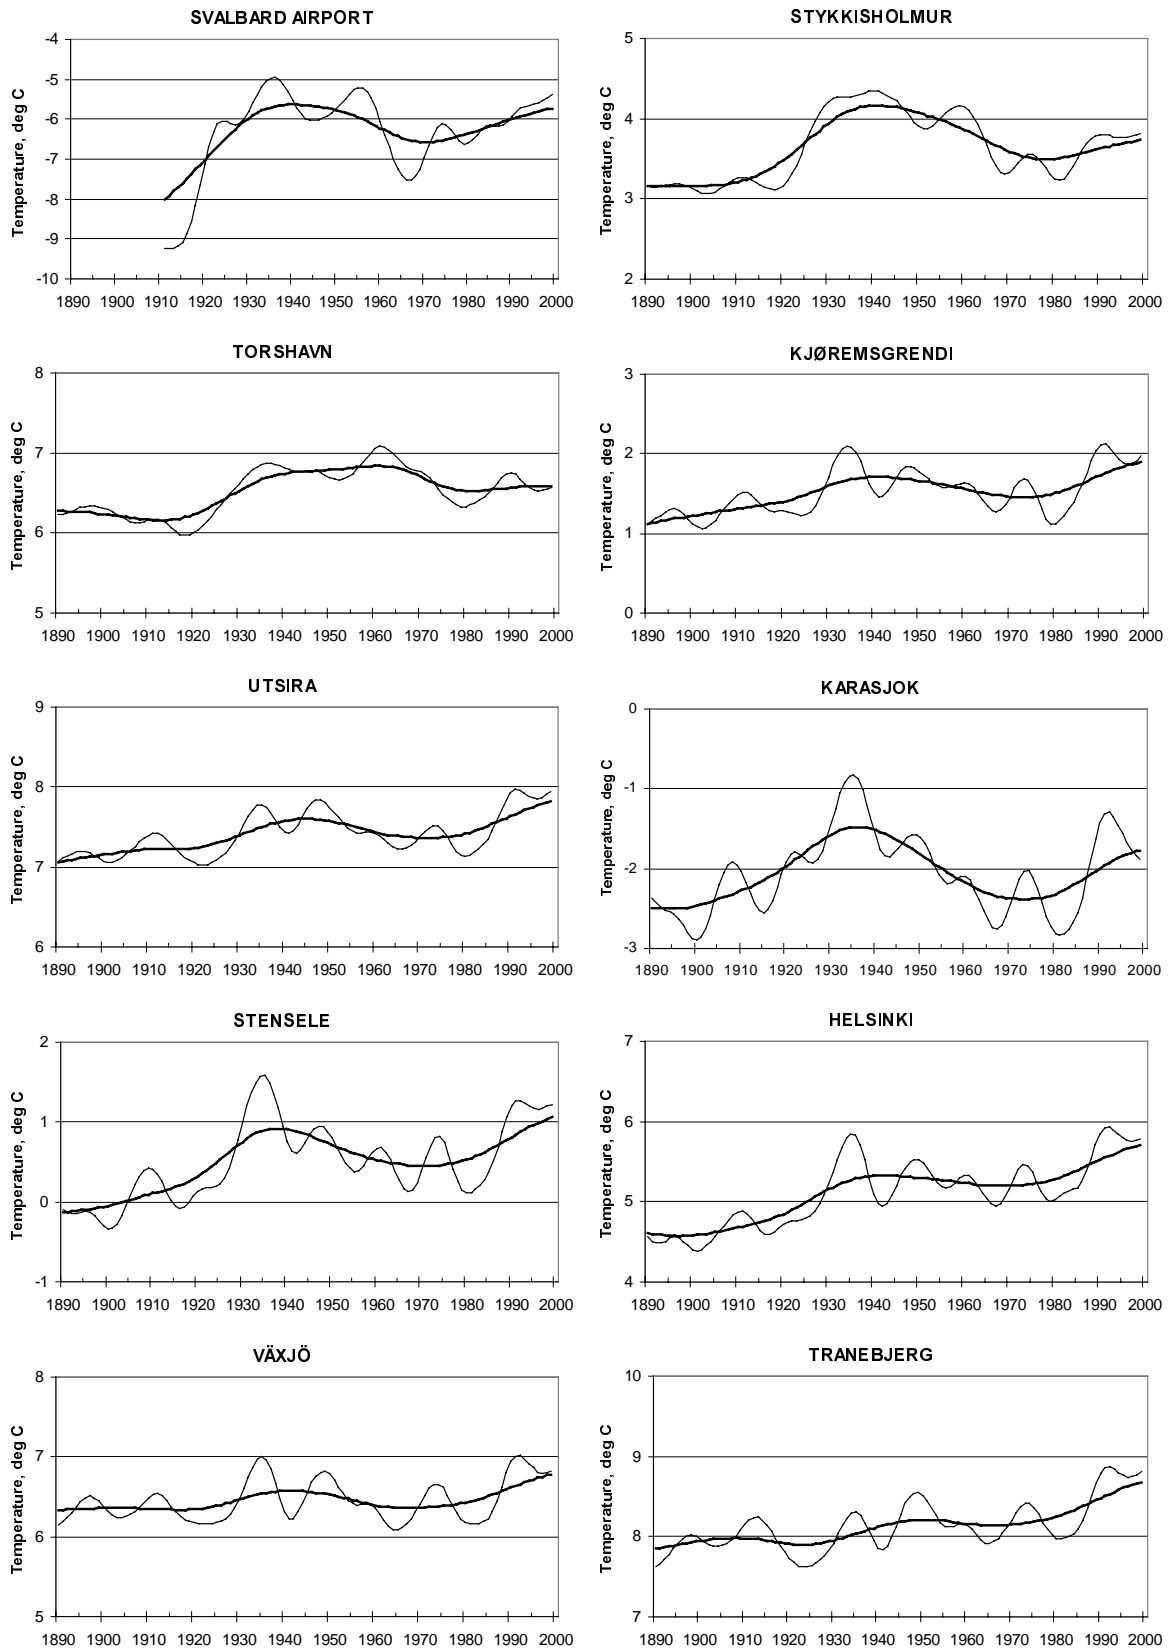 SVALBARD AIRPORT
Temperature, deg C
-4
-5
-6
-7
-8
-9
-10
1890 1900 1910 1920 1930 1940 1950 1960 1970 1980 1990 2000
STYKKISHOLMUR
Temperature, deg C
5
4
3
2
1890 1900 1910 1920 1930 1940 1950 1960 1970 1980 1990 2000
TORSHAVN
Temperature, deg C
8
7
6
5
1890 1900 1910 1920 1930 1940 1950 1960 1970 1980 1990 2000
KJØREMSGRENDI
Temperature, deg C
3
2
1
0
1890 1900 1910 1920 1930 1940 1950 1960 1970 1980 1990 2000
UTSIRA
Temperature, deg C
9
8
7
6
1890 1900 1910 1920 1930 1940 1950 1960 1970 1980 1990 2000
KARASJOK
Temperature, deg C
0
-1
-2
-3
1890 1900 1910 1920 1930 1940 1950 1960 1970 1980 1990 2000
STENSELE
Temperature, deg C
2
1
0
-1
1890 1900 1910 1920 1930 1940 1950 1960 1970 1980 1990 2000
HELSINKI
Temperature, deg C
7
6
5
4
1890 1900 1910 1920 1930 1940 1950 1960 1970 1980 1990 2000
VÄXJÖ
Temperature, deg C
8
7
6
5
1890 1900 1910 1920 1930 1940 1950 1960 1970 1980 1990 2000
TRANEBJERG
Temperature, deg C
10
9
8
7
1890 1900 1910 1920 1930 1940 1950 1960 1970 1980 1990 2000